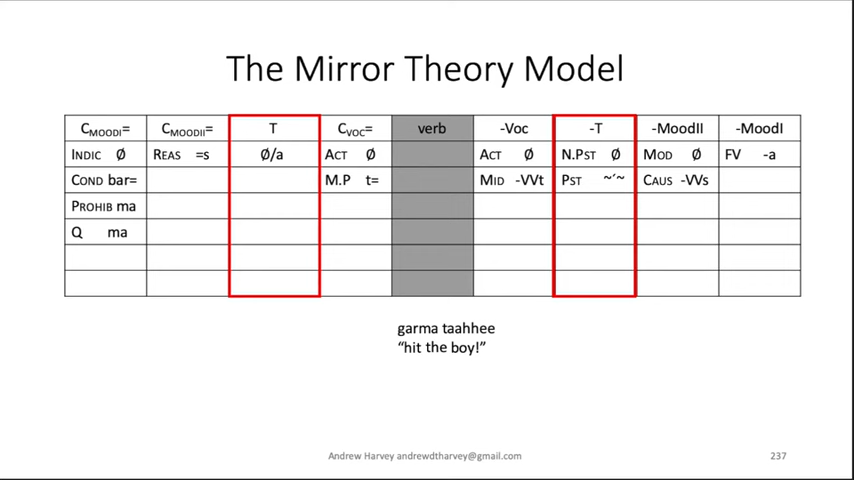 The Mirror Theory Model
CMOODI= CMOODII= T CVOC= verb -Voc -T -MoodII -MoodI
INDIC Ø REAS =s Ø/a ACT Ø ACT Ø N.PST Ø MOD Ø FV -a
COND bar= M.P t= MID -VVt PST ~´~ CAUS -VVs
PROHIB ma
Q ma
garma taahhee
“hit the boy!”
Andrew Harvey andrewdtharvey@gmail.com 237